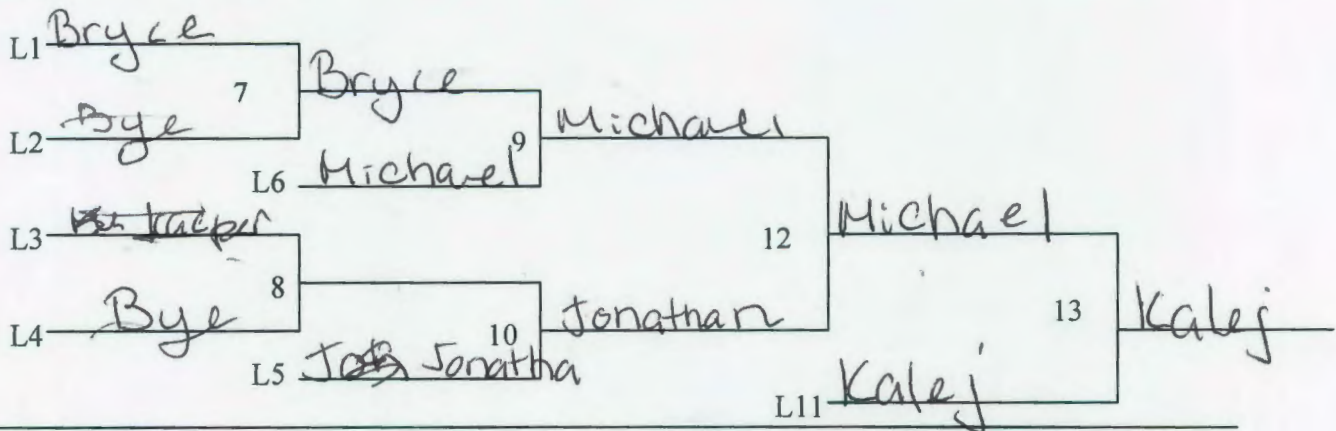 L1 Bryce
7 Bryce
L2 Bye
9 Michael
L6 Michael
L3 Kacper
12 Michael
8
L4 Bye
10 Jonathan
13 Kalej
L5 Jonatha
L11 Kalej